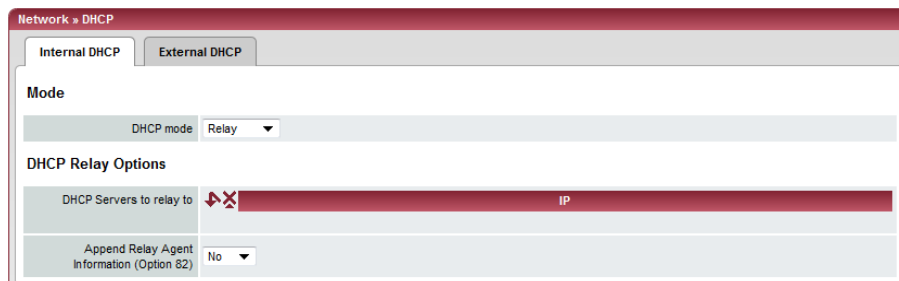 Network » DHCP
Internal DHCP External DHCP
Mode
DHCP mode Relay
DHCP Relay Options
DHCP Servers to relay to IP
Append Relay Agent
Information (Option 82) No